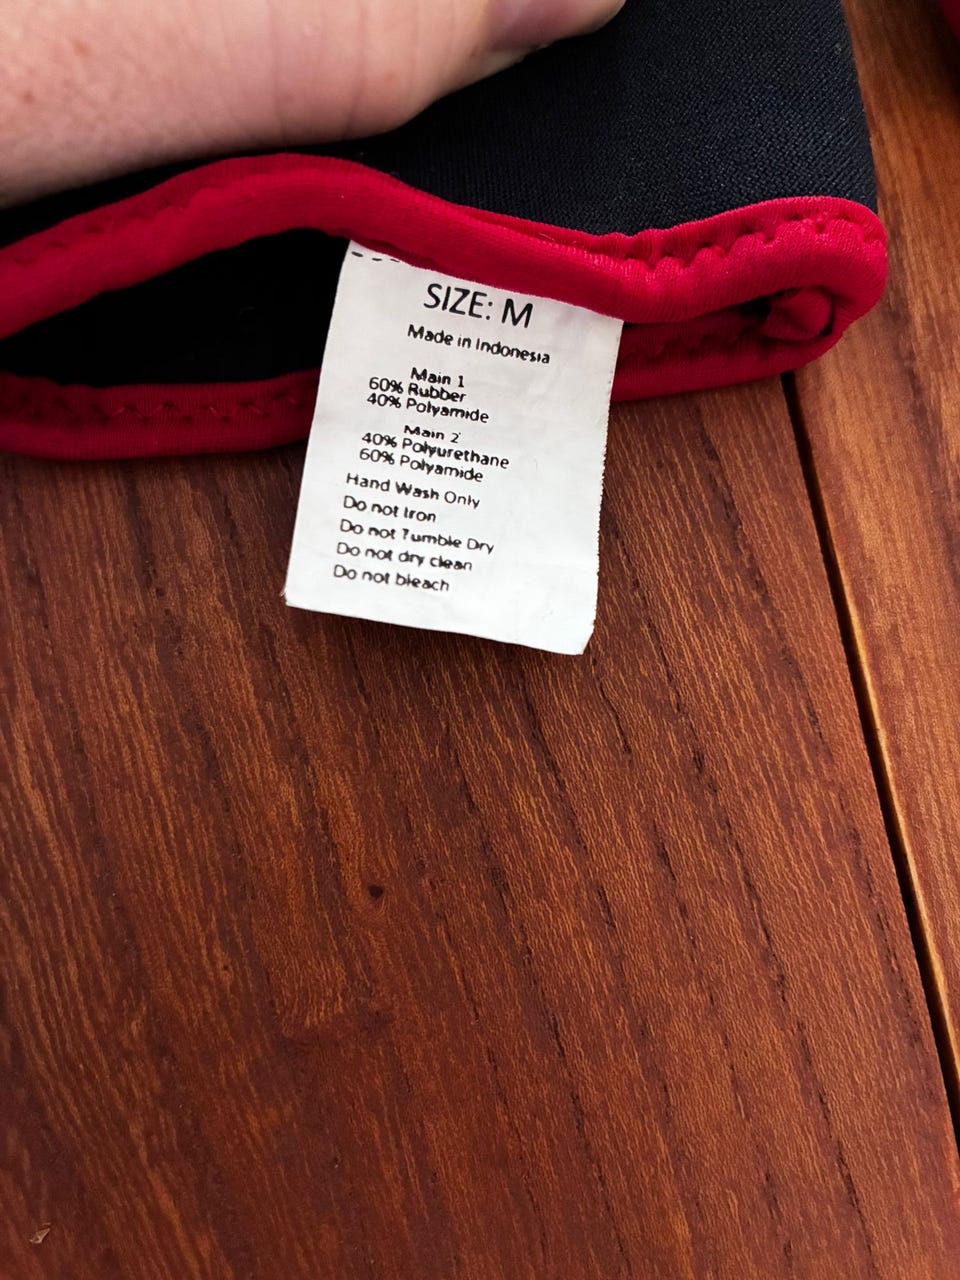 SIZE: M
Made in Indonesia
Main 1
60% Rubber
40% Polyamide
Main 2
40% Polyurethane
60% Polyamide
Hand Wash Only
Do not Iron
Do not Tumble Dry
Do not dry clean
Do not bleach